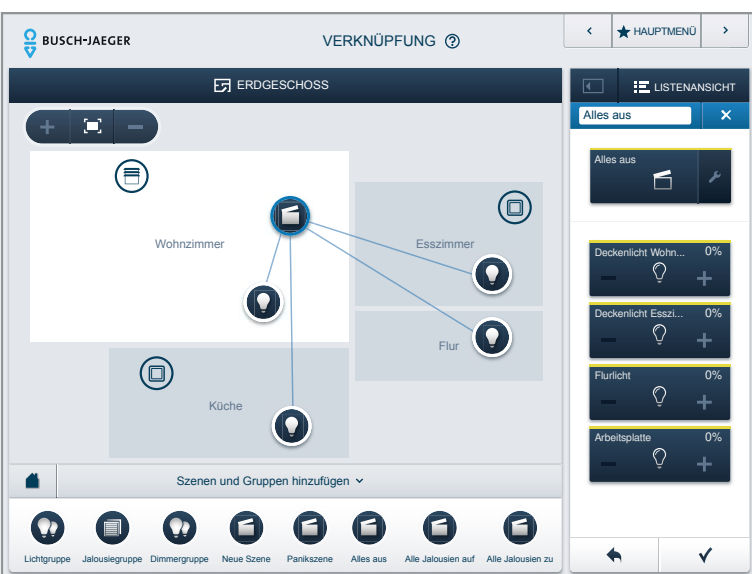 BUSCH-JAEGER
VERKNÜPFUNG ?
HAUPTMENÜ
ERDGESCHOSS
LISTENANSICHT
Alles aus
Alles aus
Wohnzimmer
Esszimmer
Flur
Küche
Deckenlicht Wohn... 0%
Deckenlicht Esszi... 0%
Flurlicht 0%
Arbeitsplatte 0%
Szenen und Gruppen hinzufügen
Lichtgruppe Jalousiegruppe Dimmergruppe Neue Szene Panikszene Alles aus Alle Jalousien auf Alle Jalousien zu